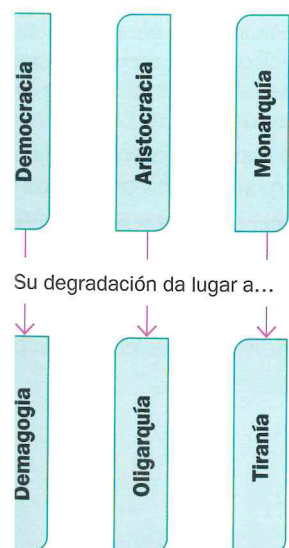 Democracia
Aristocracia
Monarquía
Su degradación da lugar a...
Demagogia
Oligarquía
Tiranía